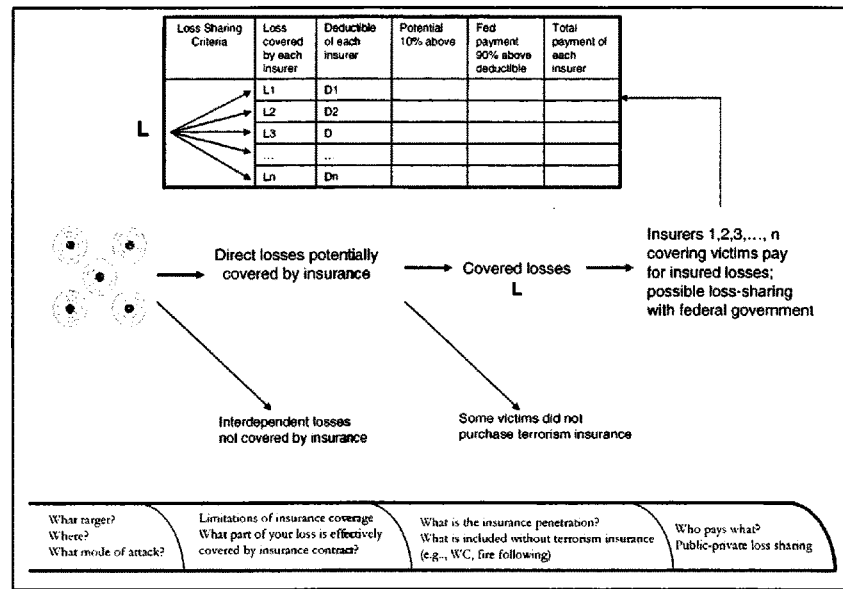 Loss Sharing
Criteria
Loss
covered
by each
insurer
Deductible
of each
insurer
Potential
10% above
Fed
payment
90% above
deductible
Total
payment of
each
insurer
L
L1
D1
L2
D2
L3
D
...
..
Ln
Dn
Direct losses potentially
covered by insurance
Covered losses
L
Insurers 1,2,3,..., n
covering victims pay
for insured losses;
possible loss-sharing
with federal government
Interdependent losses
not covered by insurance
Some victims did not
purchase terrorism insurance
What target?
Where?
What mode of attack?
Limitations of insurance coverage
What part of your loss is effectively
covered by insurance contract?
What is the insurance penetration?
What is included without terrorism insurance
(e.g.., WC, fire following)
Who pays what?
Public-private loss sharing